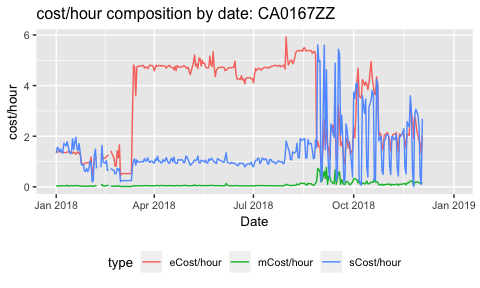 cost/hour composition by date: CA0167ZZ
6
4
2
0
cost/hour
Jan 2018 Apr 2018 Jul 2018 Oct 2018 Jan 2019
Date
type eCost/hour mCost/hour sCost/hour